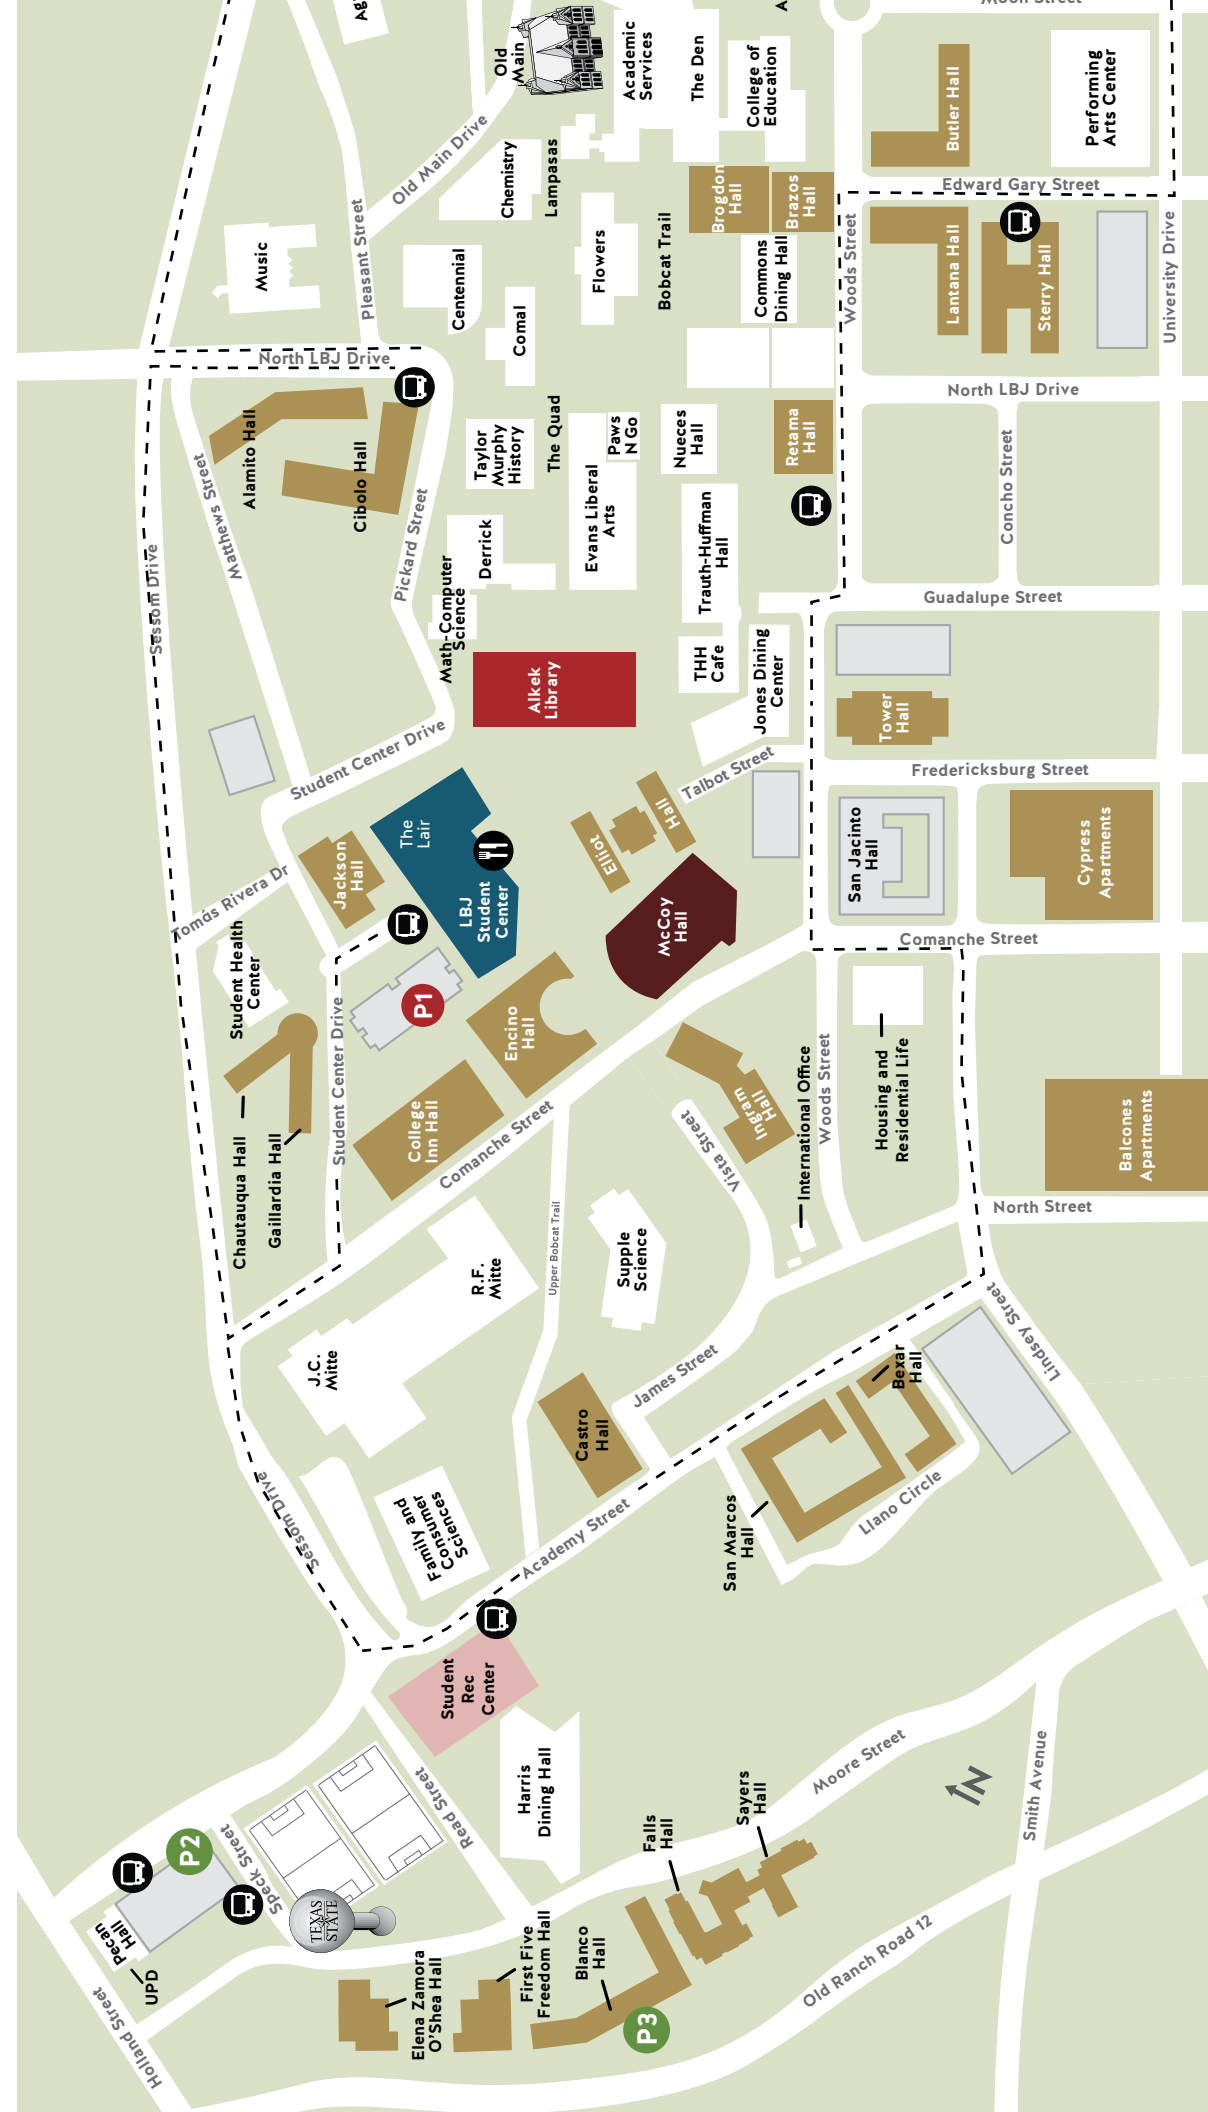 Moon Street
Ag
Old
Main
Academic
Services
The Den
College of
Education
A
Butler Hall
Performing
Arts Center
Old Main Drive
Chemistry
Lampasas
Brogdon
Hall
Brazos
Hall
Edward Gary Street
Music
Pleasant Street
Centennial
Comal
Flowers
Bobcat Trail
Commons
Dining Hall
Woods Street
Lantana Hall
Sterry Hall
University Drive
North LBJ Drive
North LBJ Drive
Alamito Hall
Cibolo Hall
Matthews Street
Sessom Drive
Pickard Street
Taylor
Murphy
History
The Quad
Paws
N Go
Nueces
Hall
Retama
Hall
Concho Street
Derrick
Evans Liberal
Arts
Trauth-Huffman
Hall
Guadalupe Street
Math-Computer
Science
Alkek
Library
THH
Cafe
Jones Dining
Center
Tower
Hall
Student Center Drive
Talbot Street
Fredericksburg Street
The
Lair
LBJ
Student
Center
Jackson
Hall
Elliot
Hall
San Jacinto
Hall
Cypress
Apartments
Tomás Rivera Dr
Student Health
Center
McCoy
Hall
Comanche Street
P1
Encino
Hall
Student Center Drive
College
Inn Hall
Comanche Street
Chautauqua Hall
Gaillardia Hall
Ingram
Hall
Vista Street
International Office
Woods Street
Housing and
Residential Life
Balcones
Apartments
North Street
R.F.
Mitte
Upper Bobcat Trail
Supple
Science
J.C.
Mitte
Lindsey Street
James Street
Bexar
Hall
Castro
Hall
Sessom Drive
Family and
Consumer
Sciences
Academy Street
San Marcos
Hall
Llano Circle
Student
Rec
Center
Harris
Dining Hall
Read Street
Moore Street
Smith Avenue
N
Sayers
Hall
Falls
Hall
P2
Speck Street
TEXAS
STATE
Pecan
Hall
UPD
Holland Street
Elena Zamora
O'Shea Hall
First Five
Freedom Hall
Blanco
Hall
P3
Old Ranch Road 12